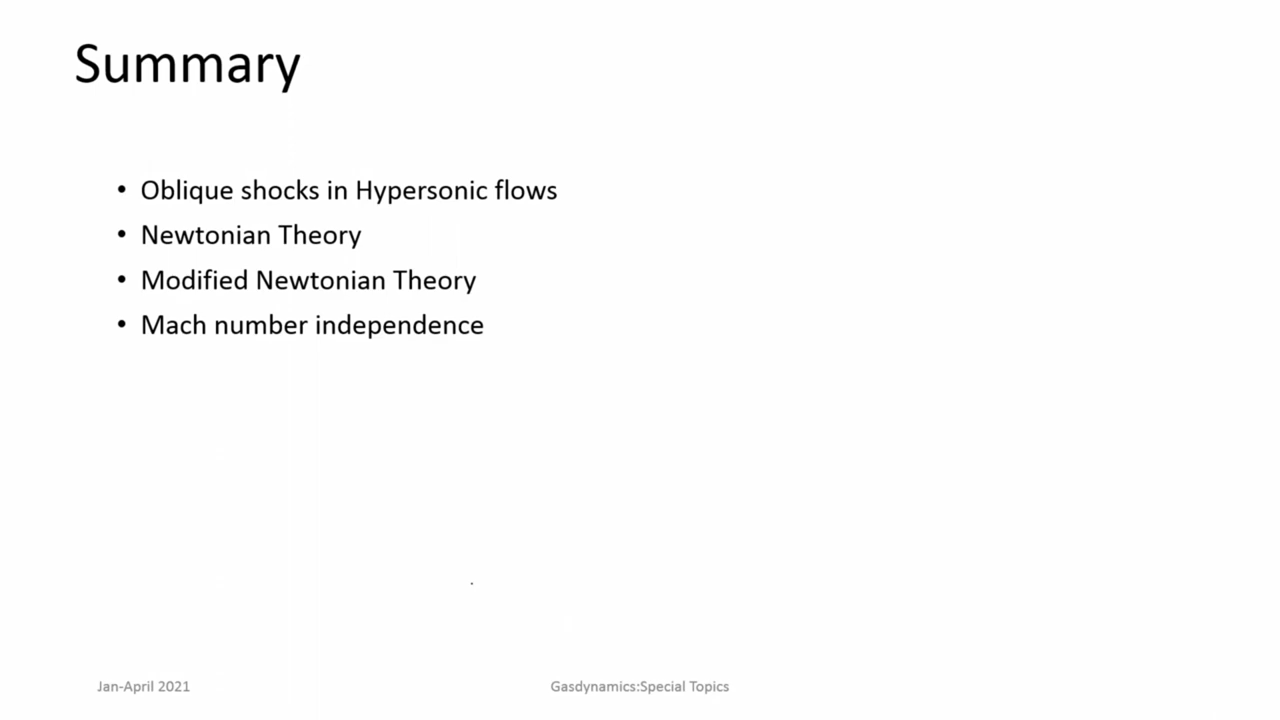 Summary
• Oblique shocks in Hypersonic flows
• Newtonian Theory
• Modified Newtonian Theory
• Mach number independence
Jan-April 2021
Gasdynamics:Special Topics